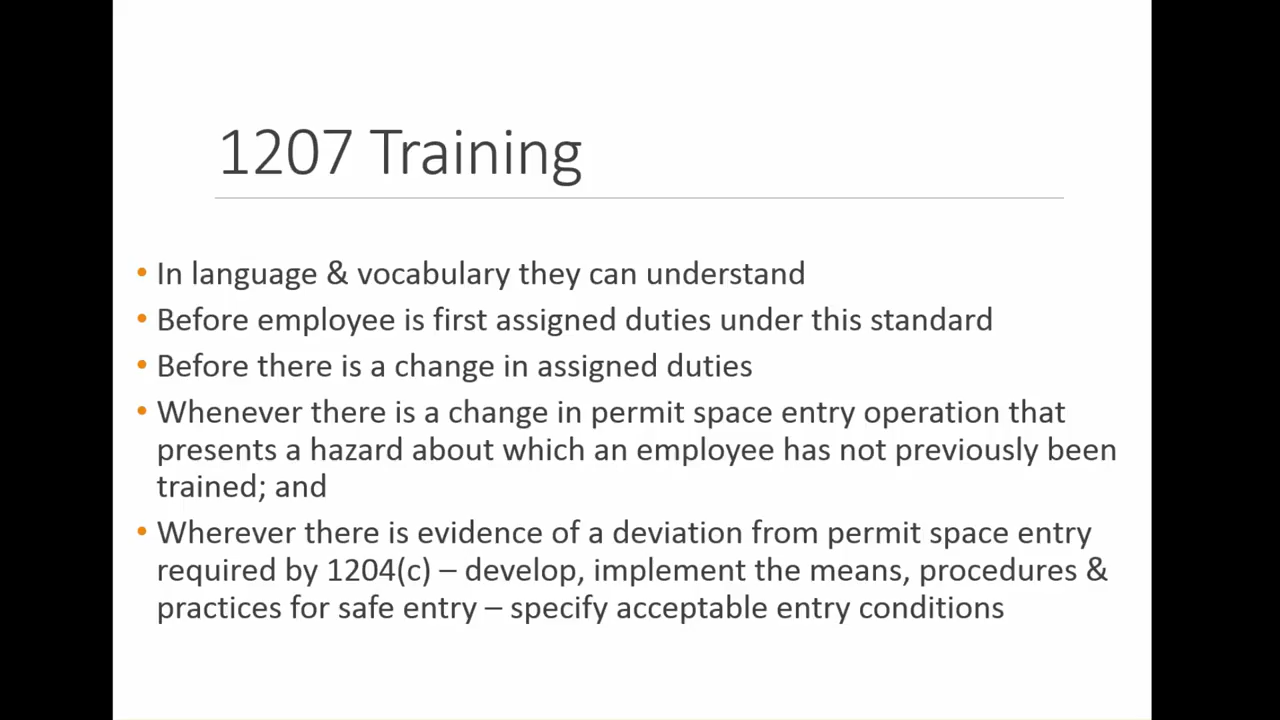 1207 Training
• In language & vocabulary they can understand
• Before employee is first assigned duties under this standard
• Before there is a change in assigned duties
• Whenever there is a change in permit space entry operation that
presents a hazard about which an employee has not previously been
trained; and
• Wherever there is evidence of a deviation from permit space entry
required by 1204(c) – develop, implement the means, procedures &
practices for safe entry – specify acceptable entry conditions